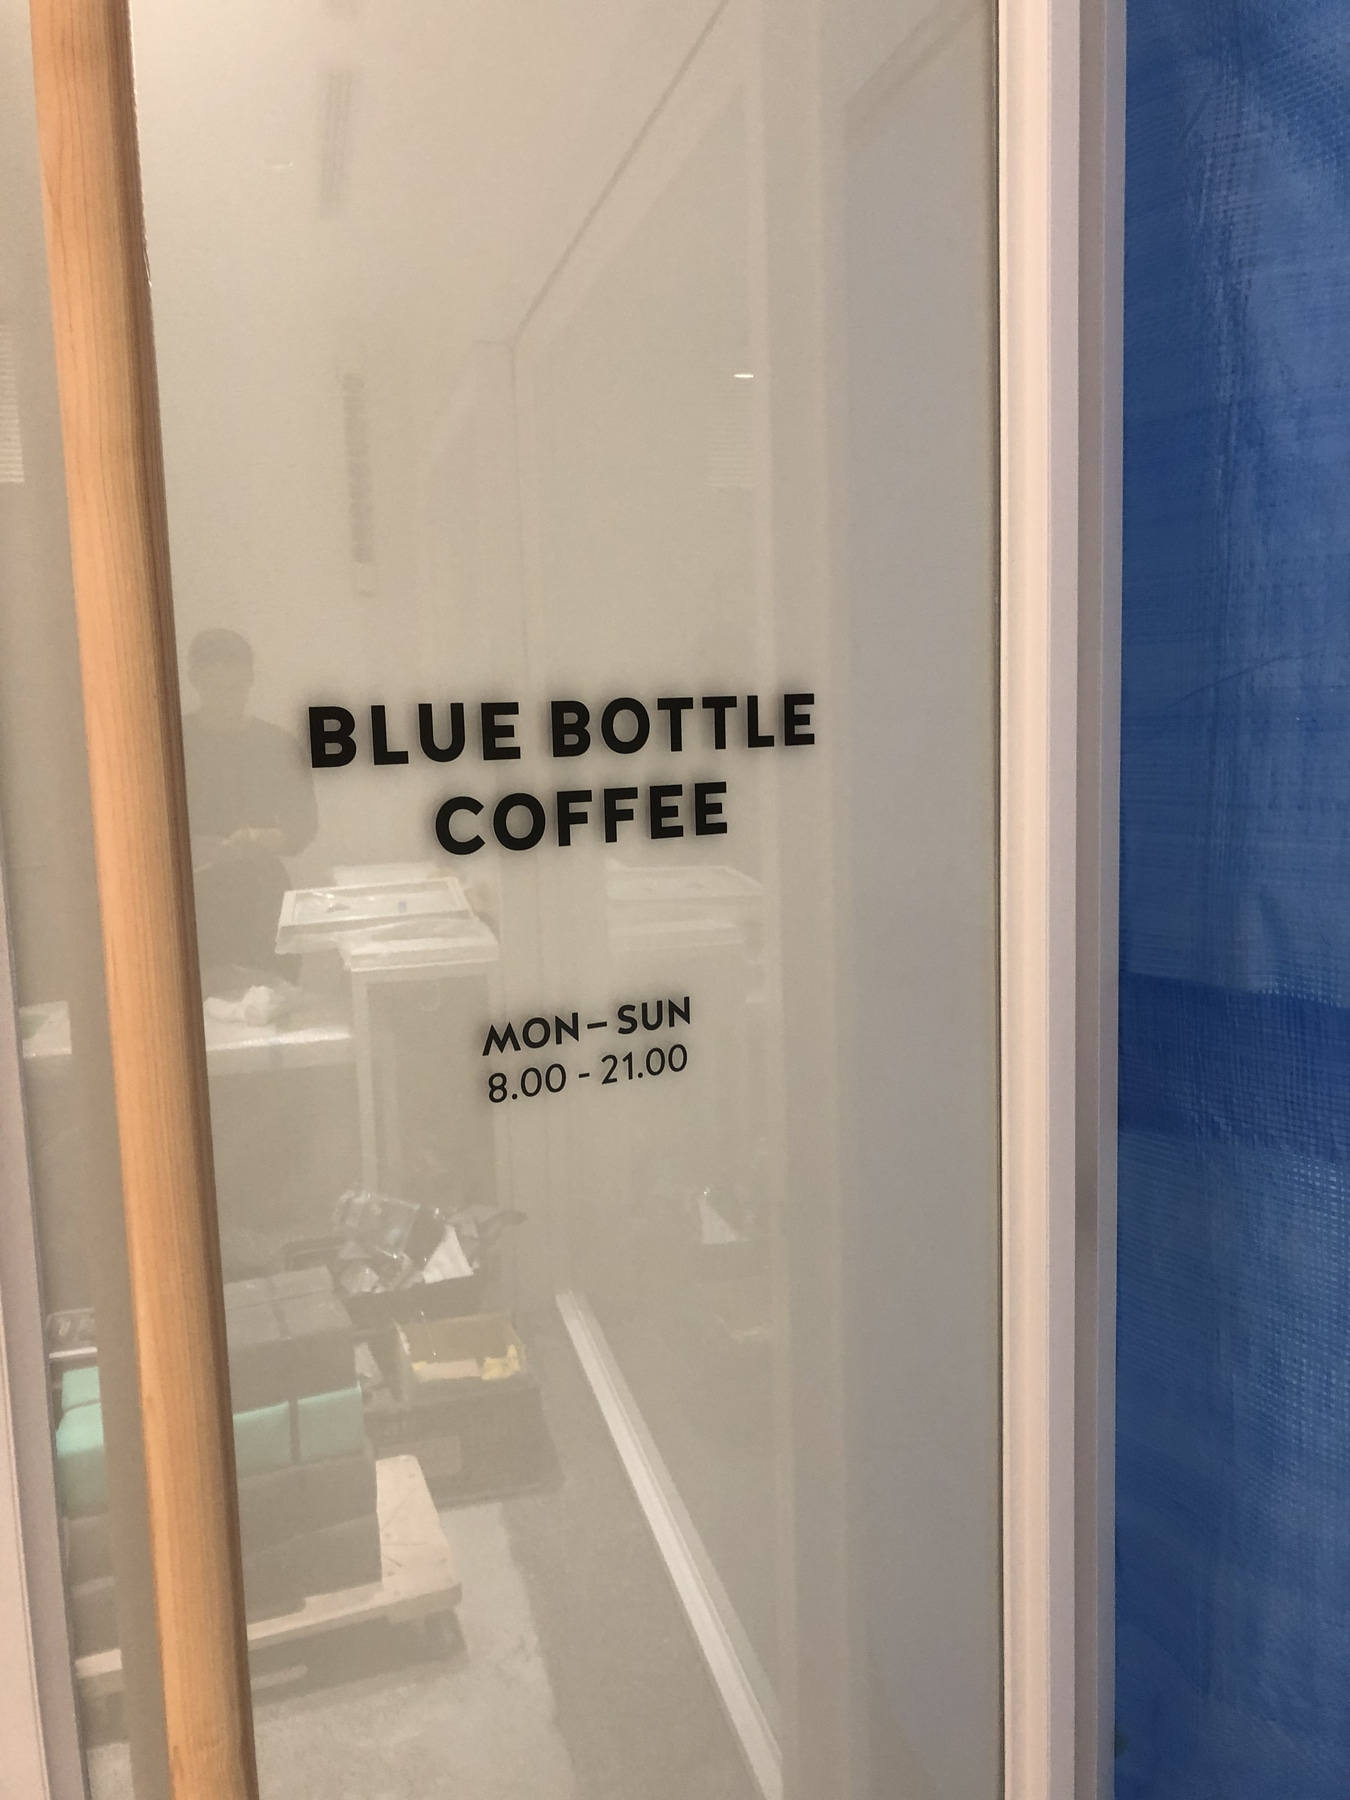 BLUE BOTTLE
COFFEE
MON–SUN
8.00 - 21.00